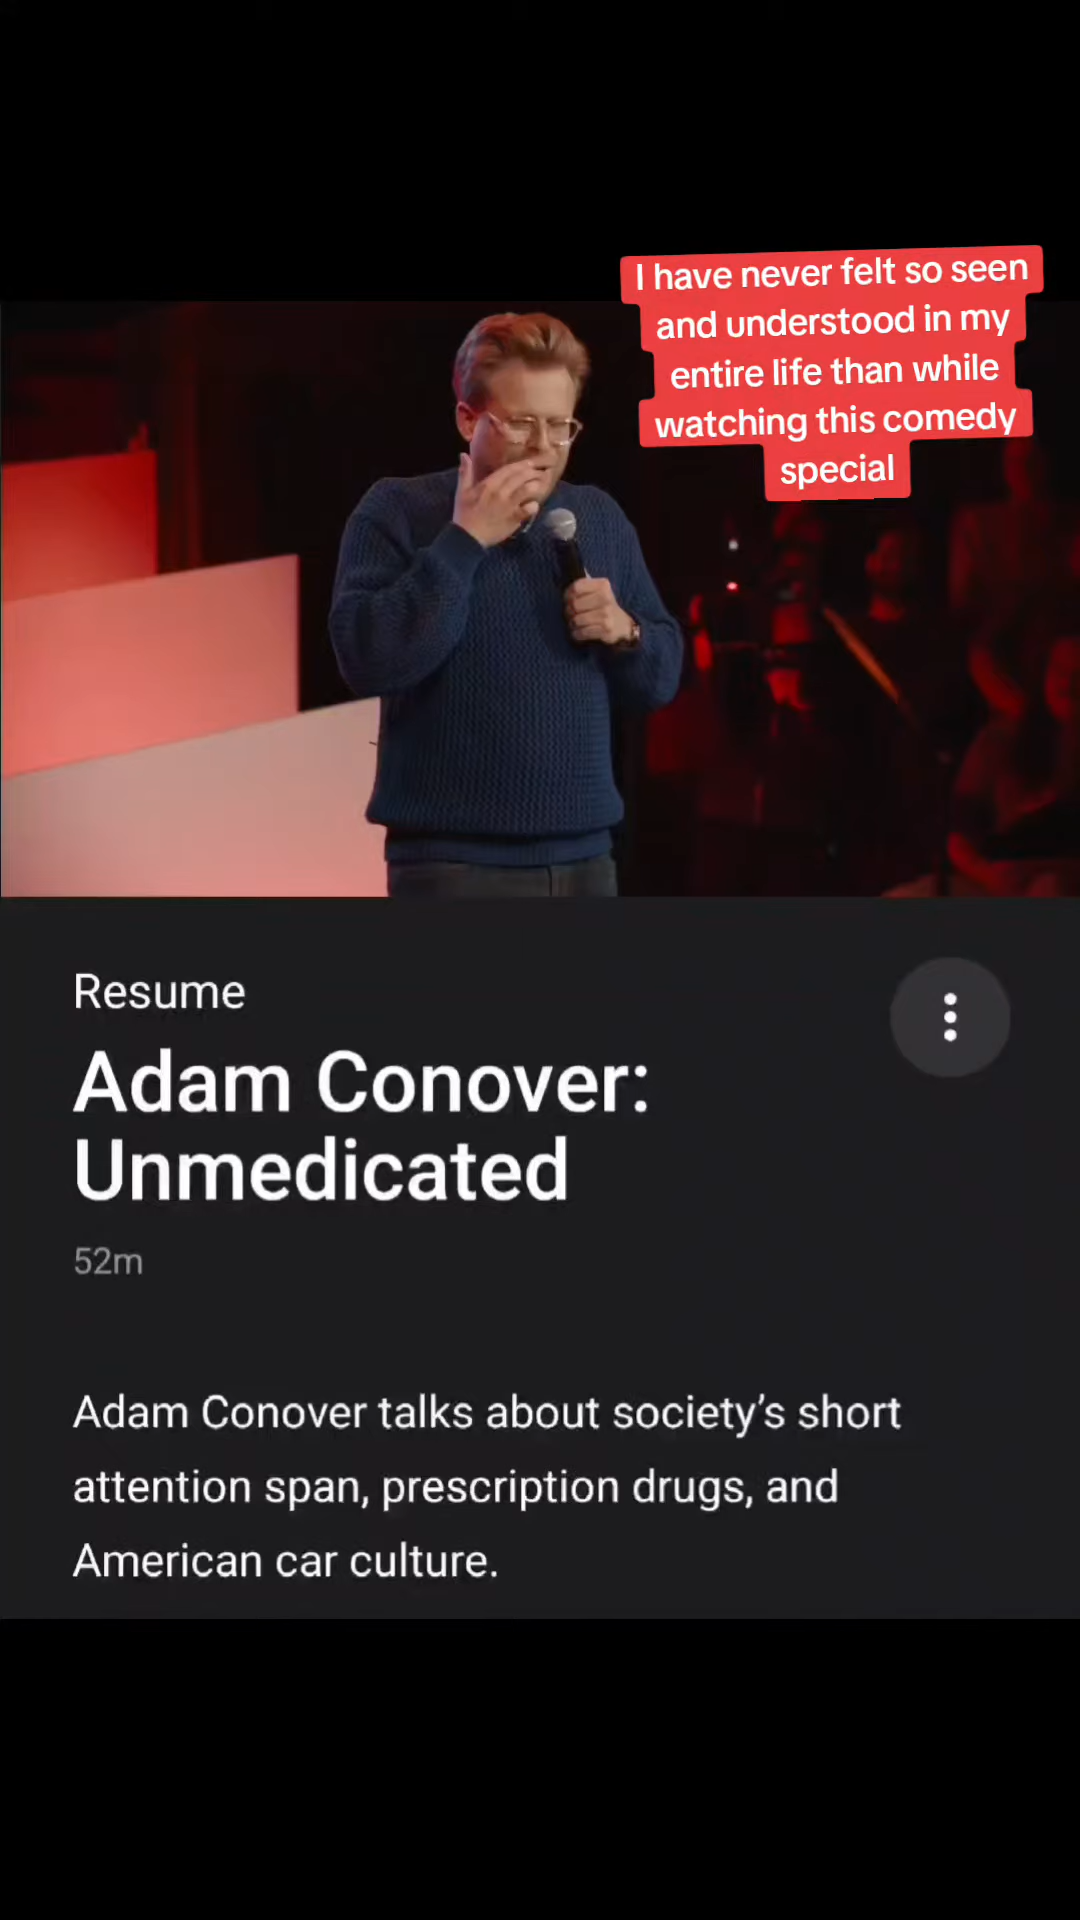 I have never felt so seen
and understood in my
entire life than while
watching this comedy
special
Resume
Adam Conover:
Unmedicated
52m
Adam Conover talks about society’s short
attention span, prescription drugs, and
American car culture.